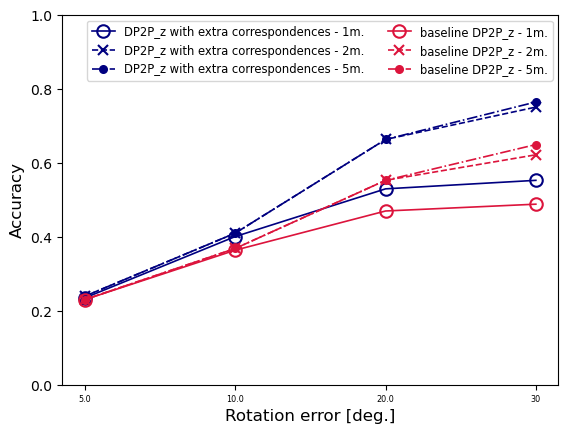 1.0
0.8
0.6
0.4
0.2
0.0
Accuracy
DP2P_z with extra correspondences - 1m.
DP2P_z with extra correspondences - 2m.
DP2P_z with extra correspondences - 5m.
baseline DP2P_z - 1m.
baseline DP2P_z - 2m.
baseline DP2P_z - 5m.
5.0 10.0 20.0 30
Rotation error [deg.]